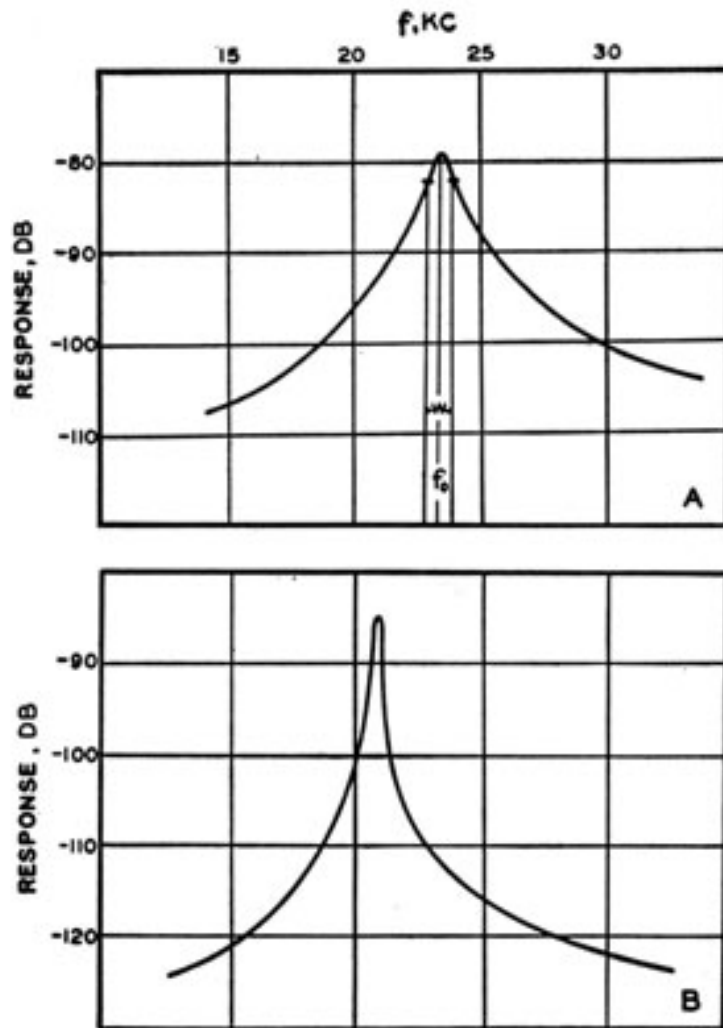 f, KC
15 20 25 30
RESPONSE, DB
-80
-90
-100
-110
W
f₀
A
RESPONSE, DB
-90
-100
-110
-120
B